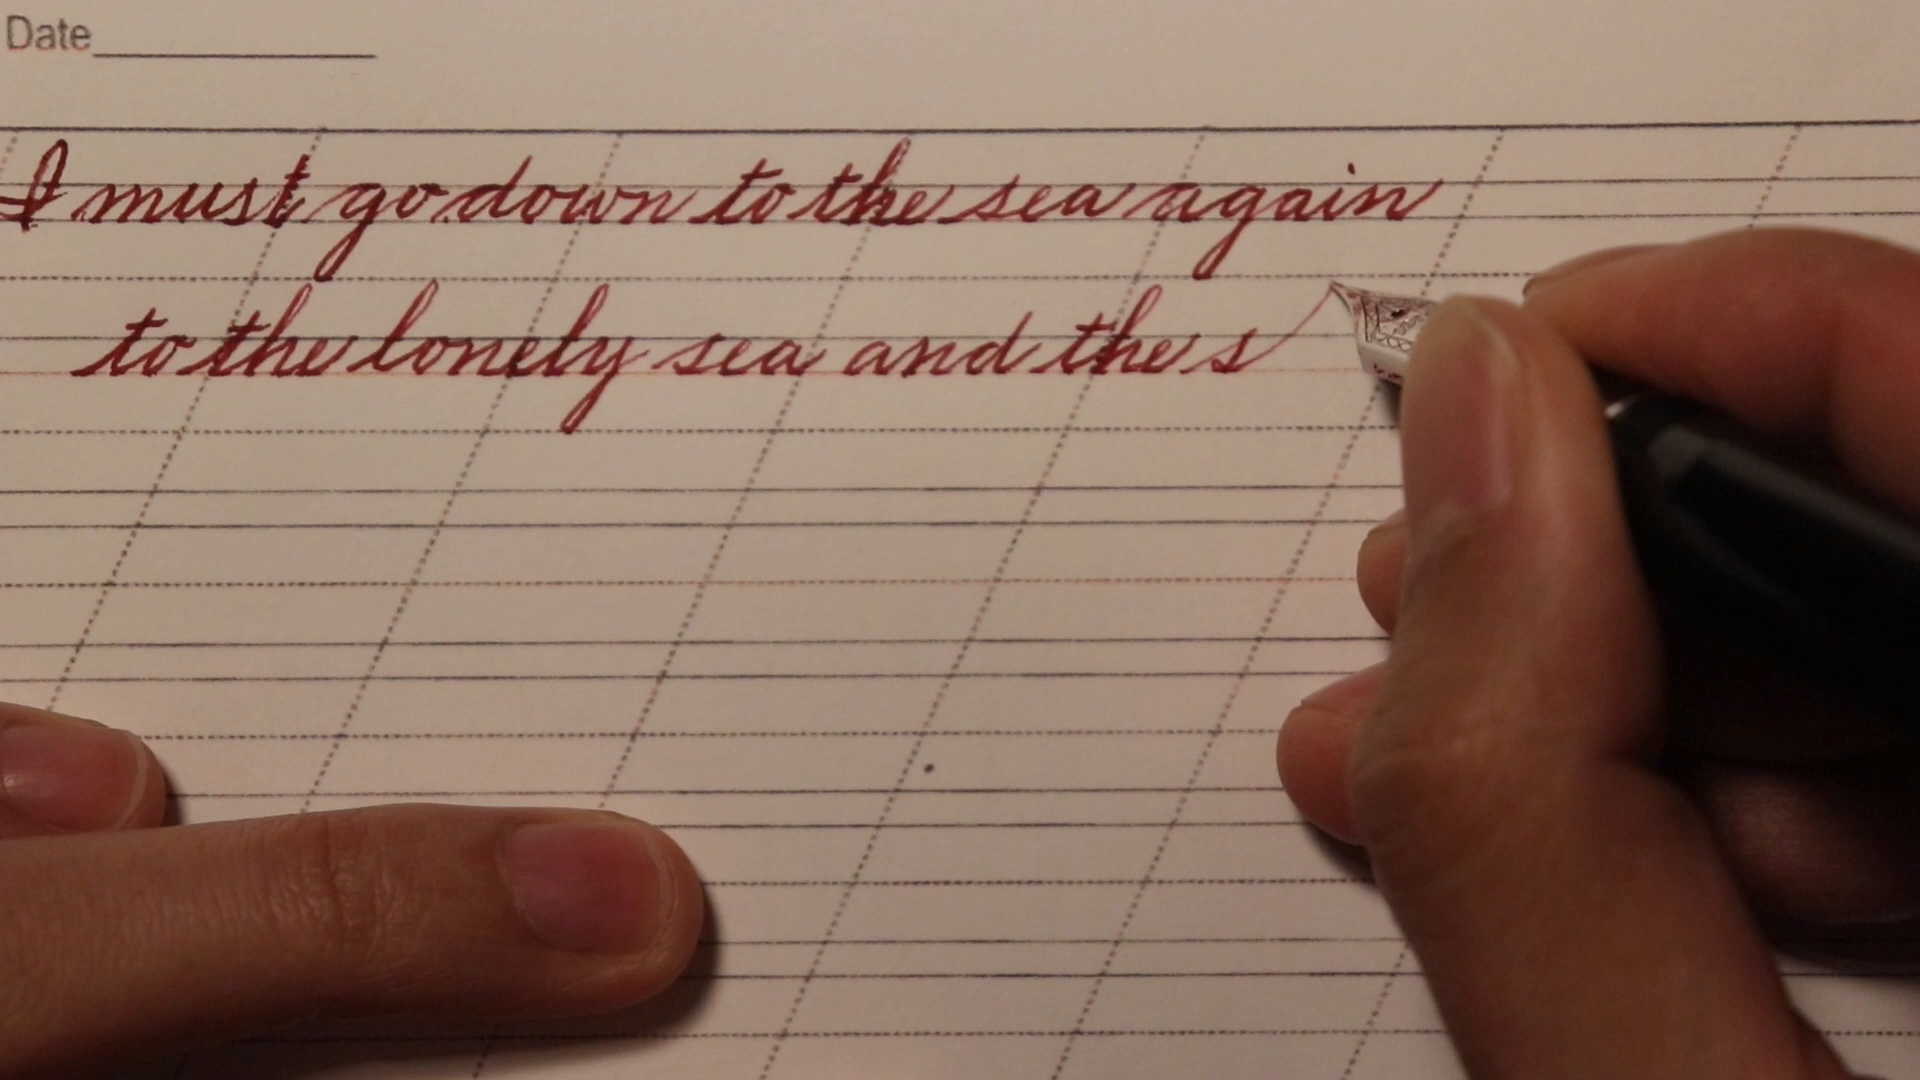 Date
I must go down to the sea again
to the lonely sea and the s